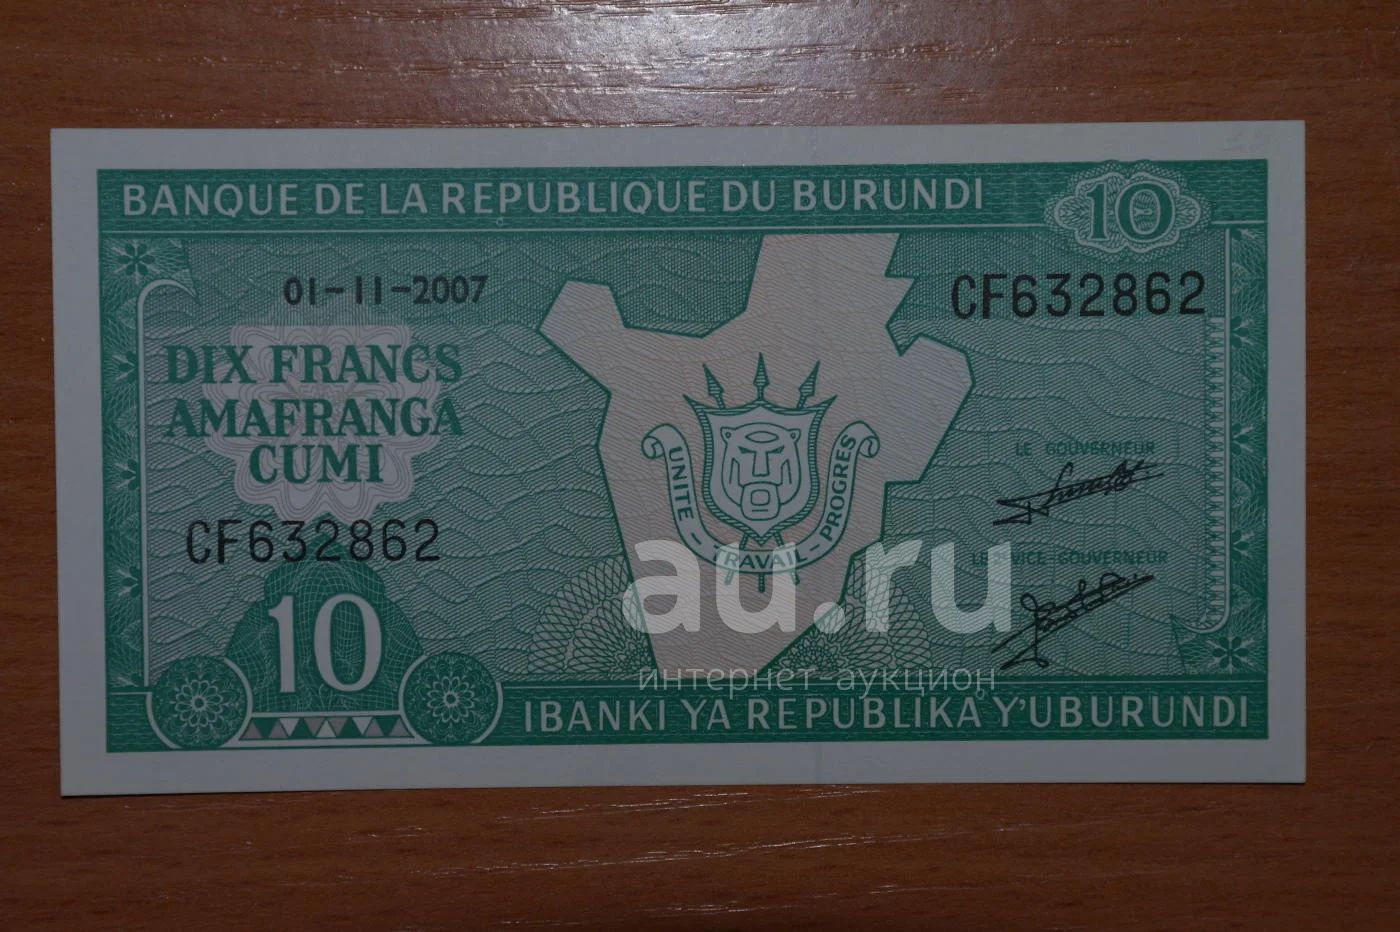 BANQUE DE LA REPUBLIQUE DU BURUNDI
10
01-11-2007
CF632862
DIX FRANCS
AMAFRANGA
CUMI
UNITE - TRAVAIL - PROGRES
LE GOUVERNEUR
CF632862
LE 2e VICE GOUVERNEUR
au.ru
интернет аукцион
10
IBANKI YA REPUBLIKA Y'UBURUNDI